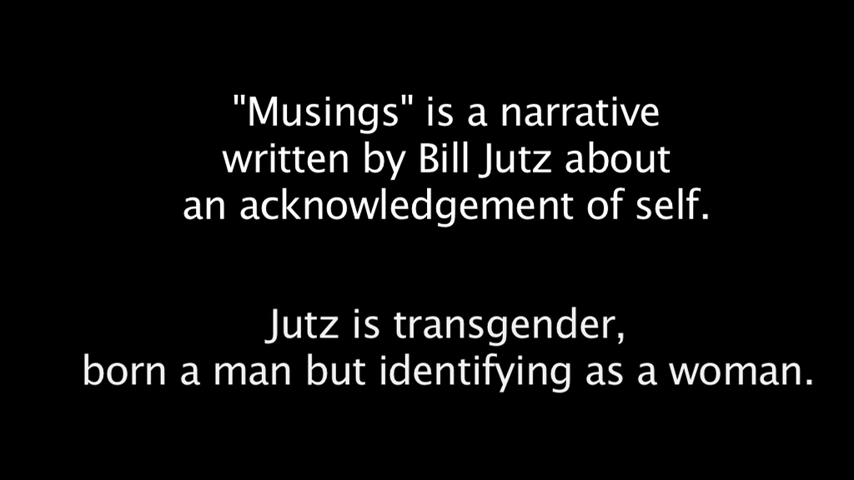 "Musings" is a narrative
written by Bill Jutz about
an acknowledgement of self.
Jutz is transgender,
born a man but identifying as a woman.